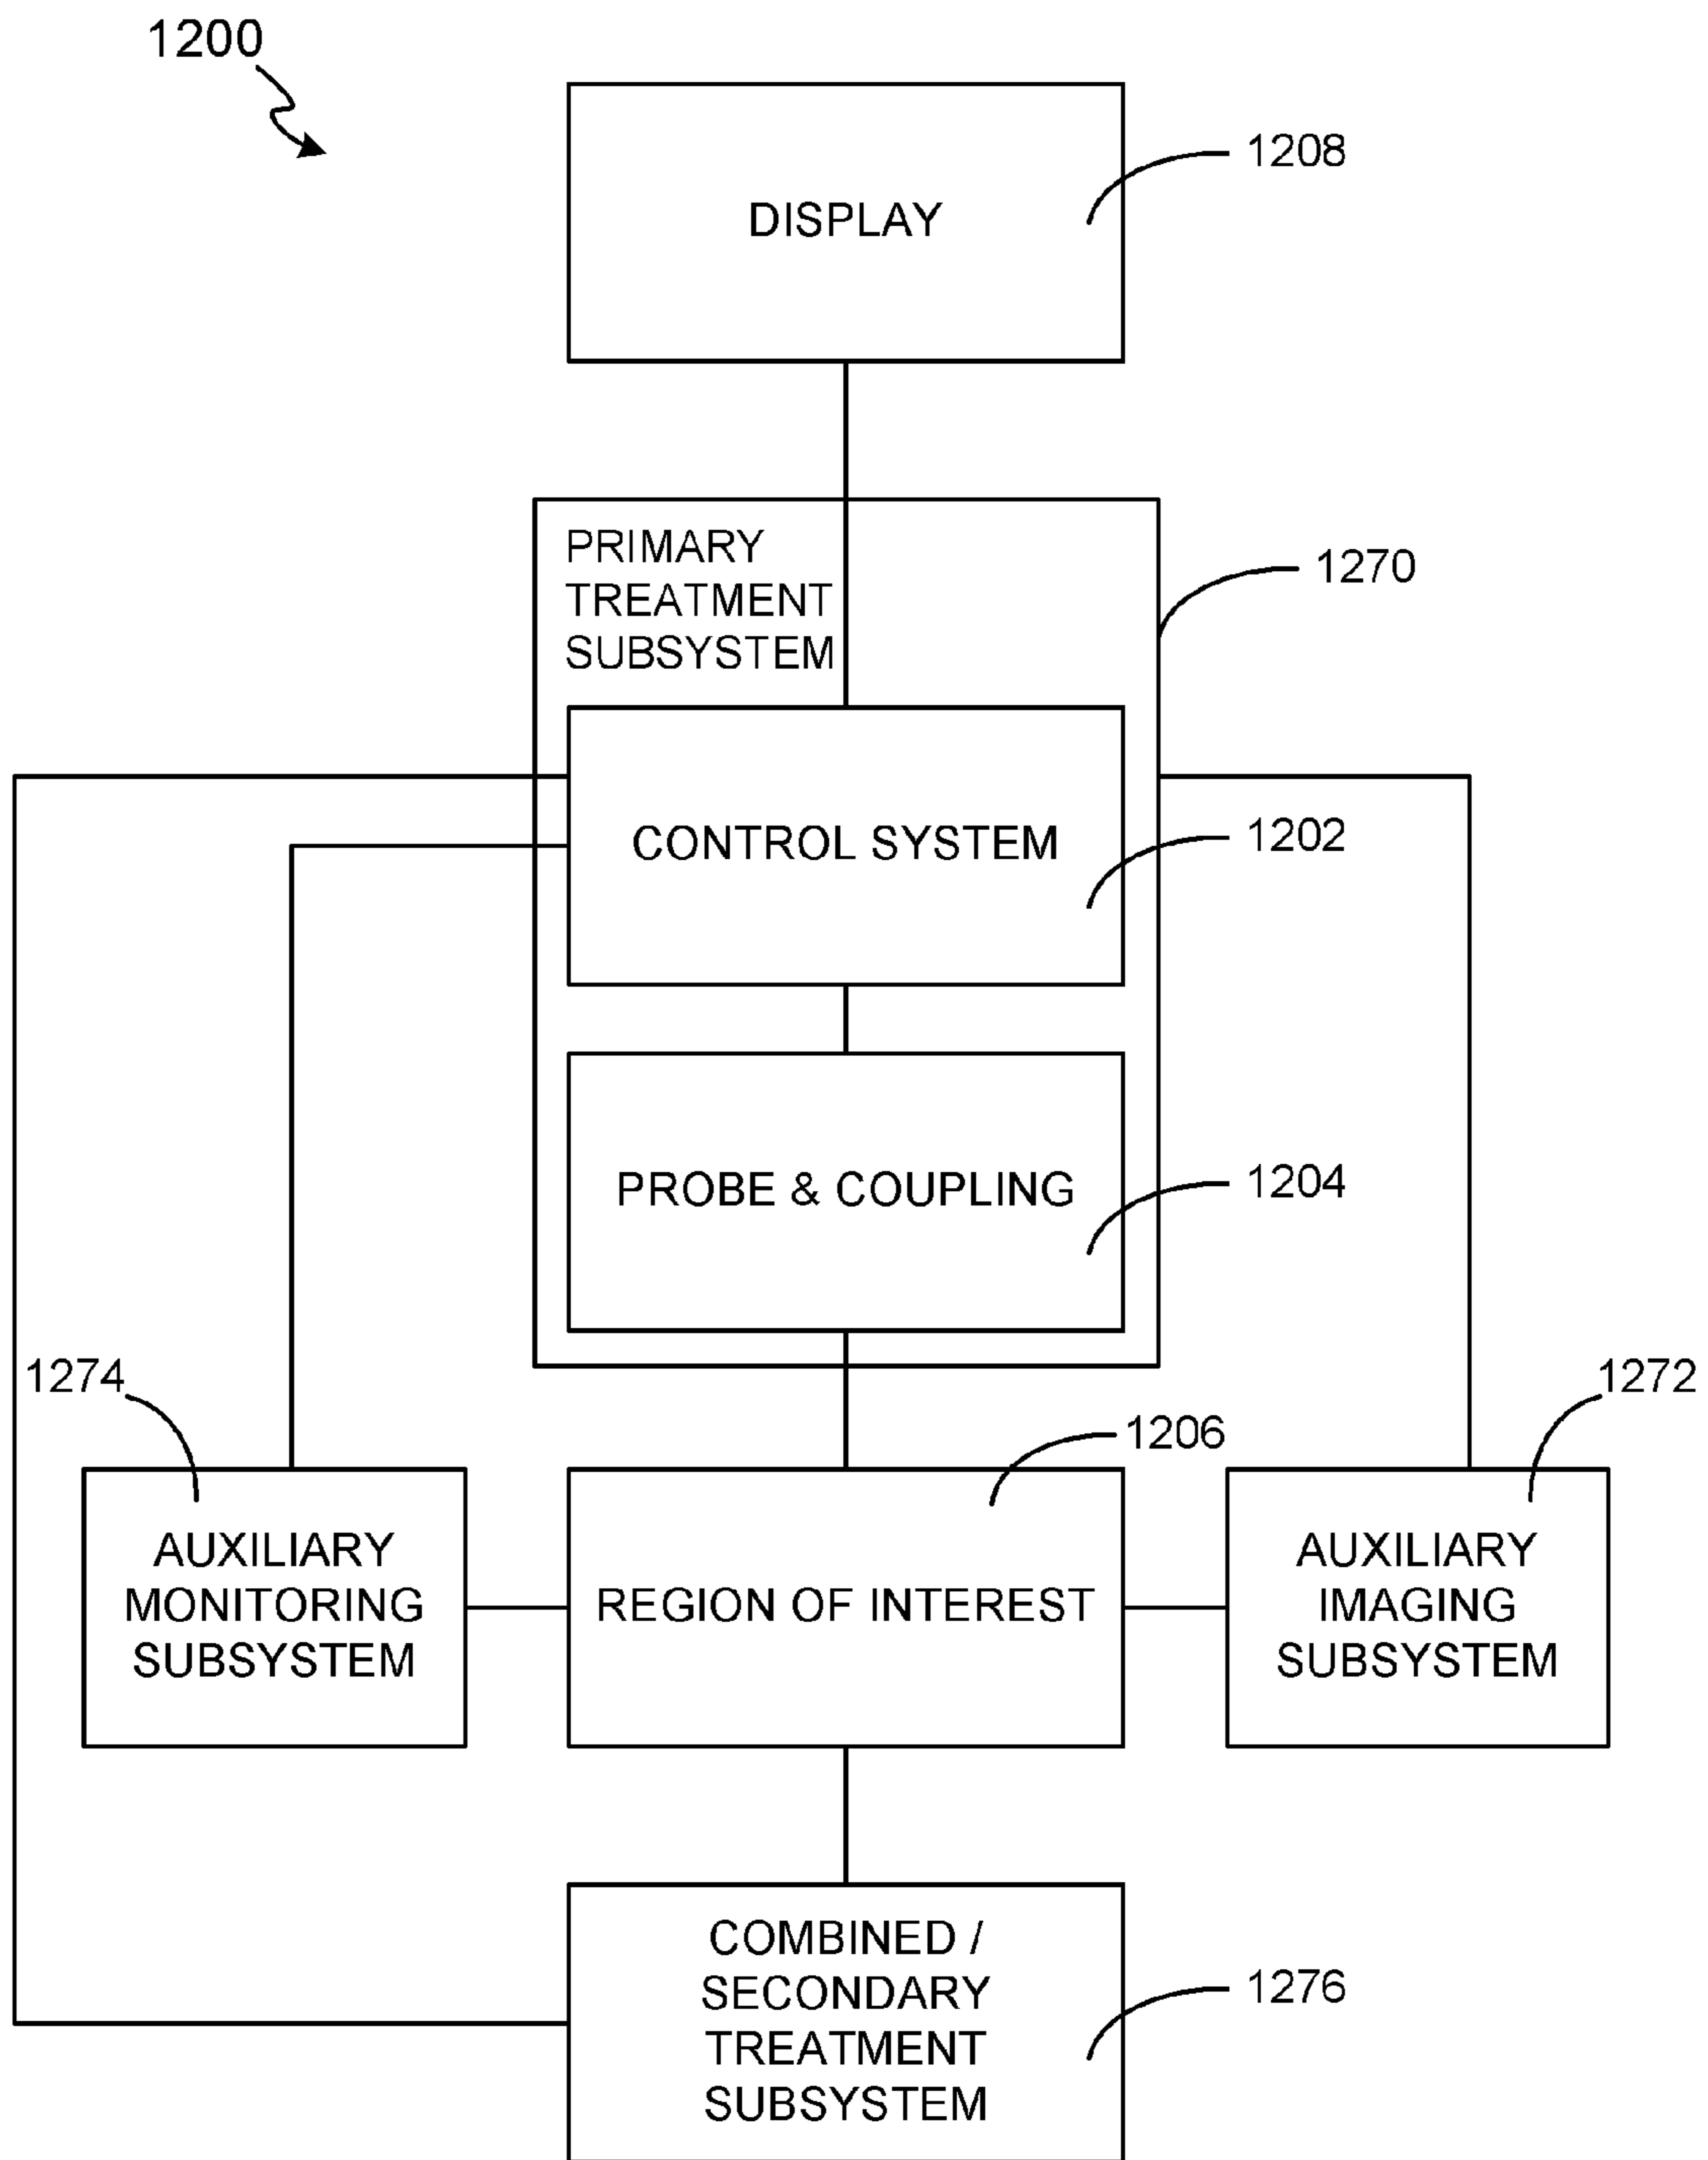 1200
1208
DISPLAY
PRIMARY
TREATMENT
SUBSYSTEM
1270
CONTROL SYSTEM
1202
PROBE & COUPLING
1204
1274
1272
1206
AUXILIARY
MONITORING
SUBSYSTEM
REGION OF INTEREST
AUXILIARY
IMAGING
SUBSYSTEM
COMBINED /
SECONDARY
TREATMENT
SUBSYSTEM
1276